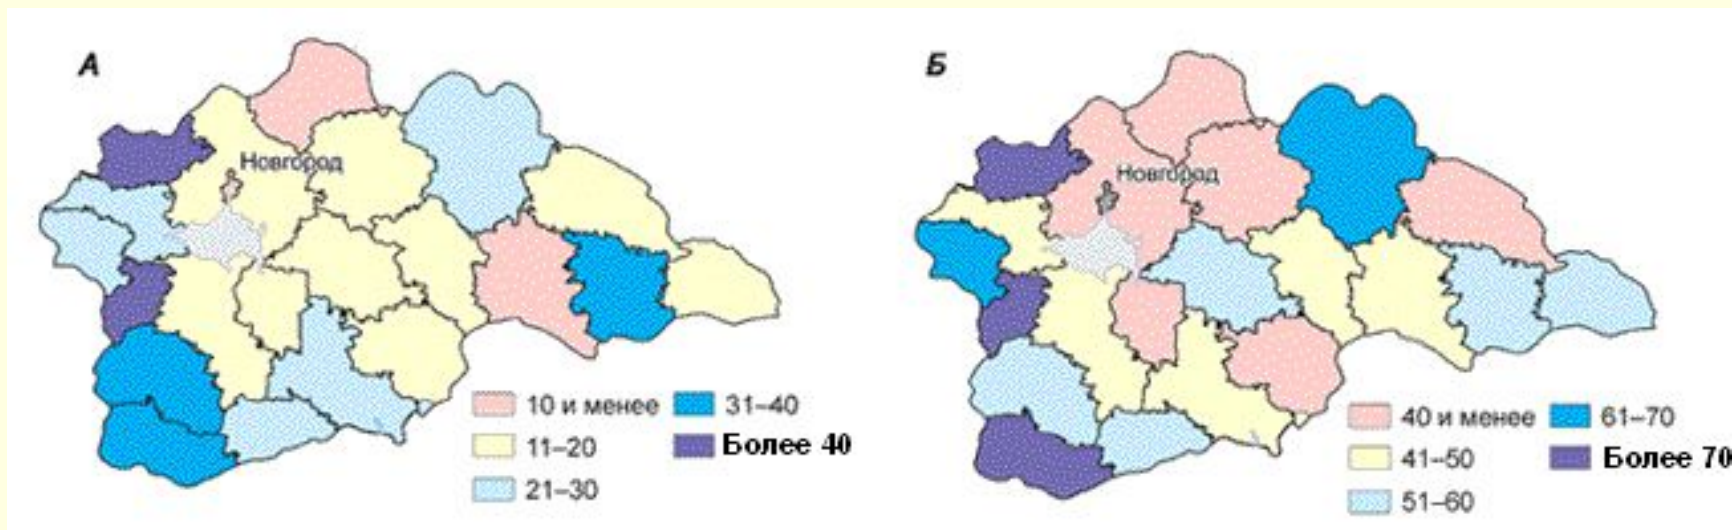 А
Новгород
10 и менее
11–20
21–30
31–40
Более 40
Б
Новгород
40 и менее
41–50
51–60
61–70
Более 70